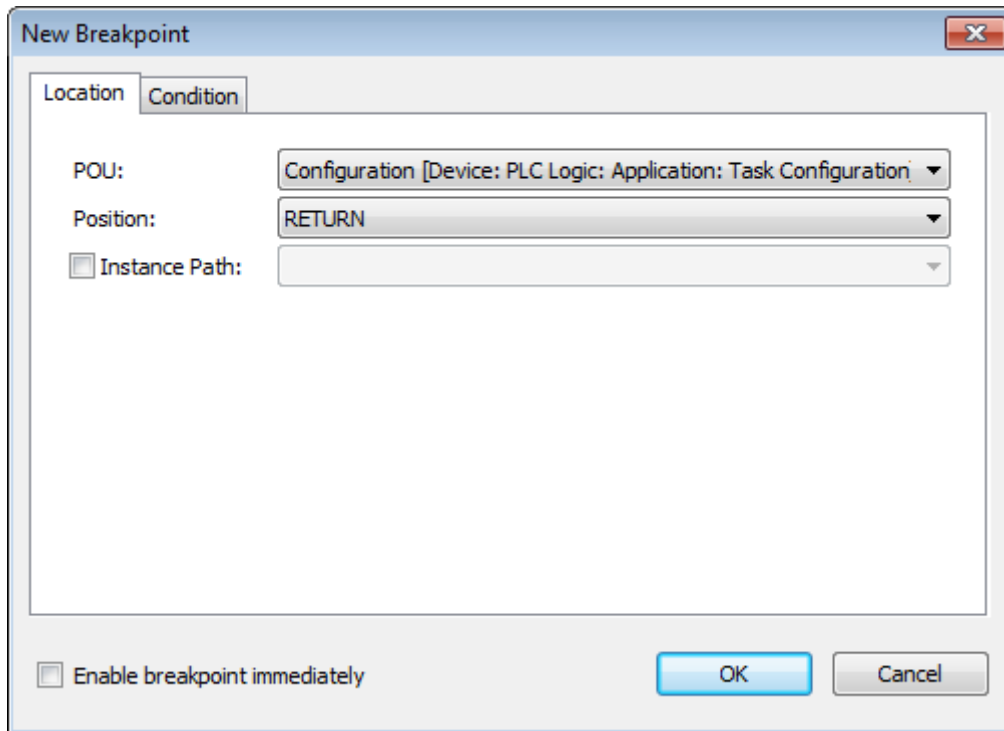 New Breakpoint
Location Condition
POU: Configuration [Device: PLC Logic: Application: Task Configuration]
Position: RETURN
Instance Path:
Enable breakpoint immediately OK Cancel